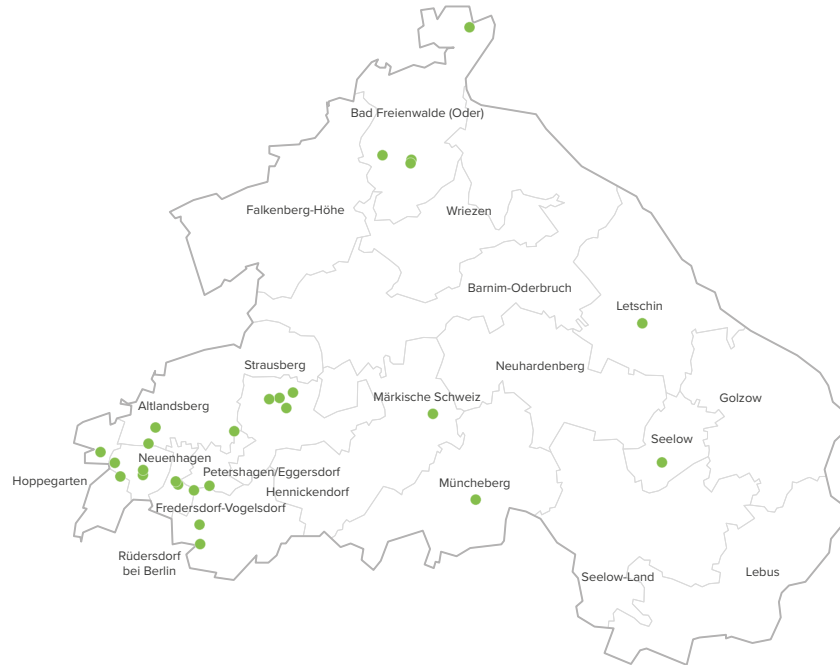 Bad Freienwalde (Oder)
Falkenberg-Höhe
Wriezen
Barnim-Oderbruch
Letschin
Strausberg
Neuhardenberg
Märkische Schweiz
Golzow
Altlandsberg
Seelow
Neuenhagen
Hoppegarten
Petershagen/Eggersdorf
Müncheberg
Hennickendorf
Fredersdorf-Vogelsdorf
Rüdersdorf
bei Berlin
Seelow-Land
Lebus